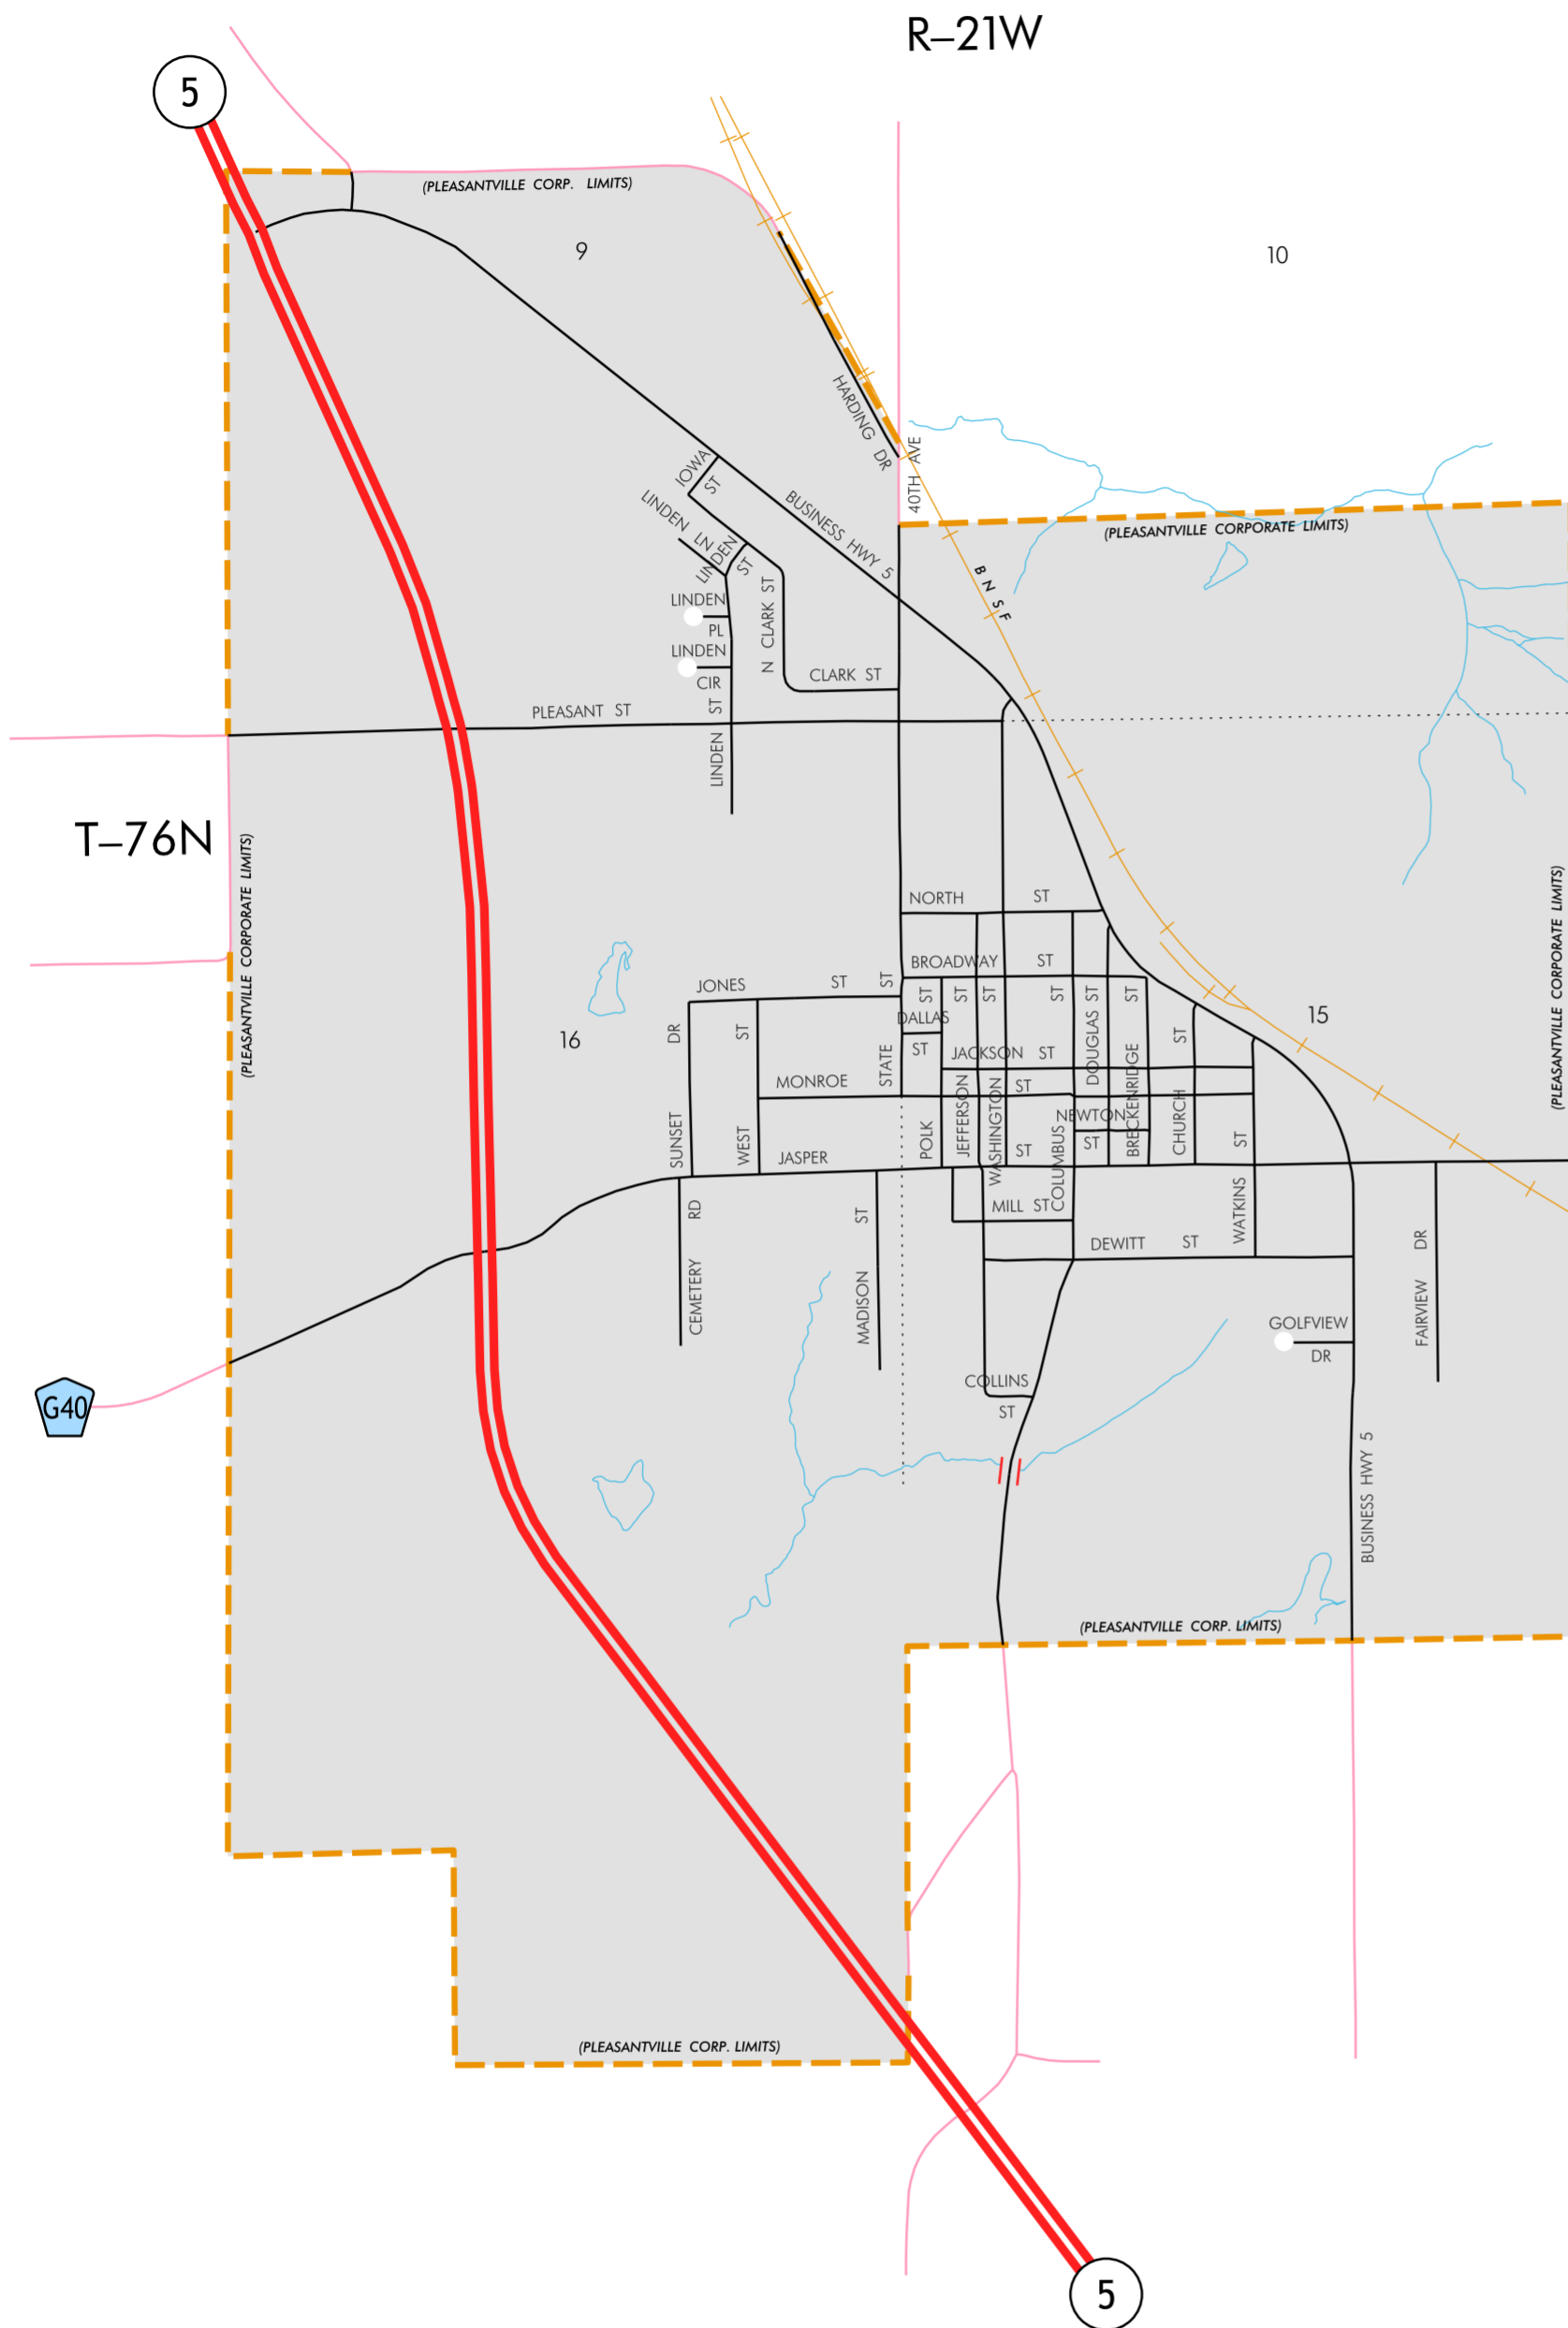 R–21W
5
(PLEASANTVILLE CORP. LIMITS)
9
10
HARDING DR
40TH AVE
IOWA ST
LINDEN LN
BUSINESS HWY 5
(PLEASANTVILLE CORPORATE LIMITS)
LINDEN ST
BNSF
LINDEN PL
N CLARK ST
LINDEN CIR
CLARK ST
PLEASANT ST
LINDEN ST
T–76N
(PLEASANTVILLE CORPORATE LIMITS)
(PLEASANTVILLE CORPORATE LIMITS)
NORTH ST
BROADWAY ST
JONES ST
STATE ST
DALLAS ST
15
16
JACKSON ST
MONROE ST
NEWTON ST
SUNSET DR
WEST ST
POLK ST
JEFFERSON ST
WASHINGTON ST
COLUMBUS ST
DOUGLAS ST
BRECKENRIDGE ST
CHURCH ST
WATKINS ST
JASPER ST
MILL ST
DEWITT ST
CEMETERY RD
MADISON ST
FAIRVIEW DR
GOLFVIEW DR
COLLINS ST
G40
BUSINESS HWY 5
(PLEASANTVILLE CORP. LIMITS)
(PLEASANTVILLE CORP. LIMITS)
5